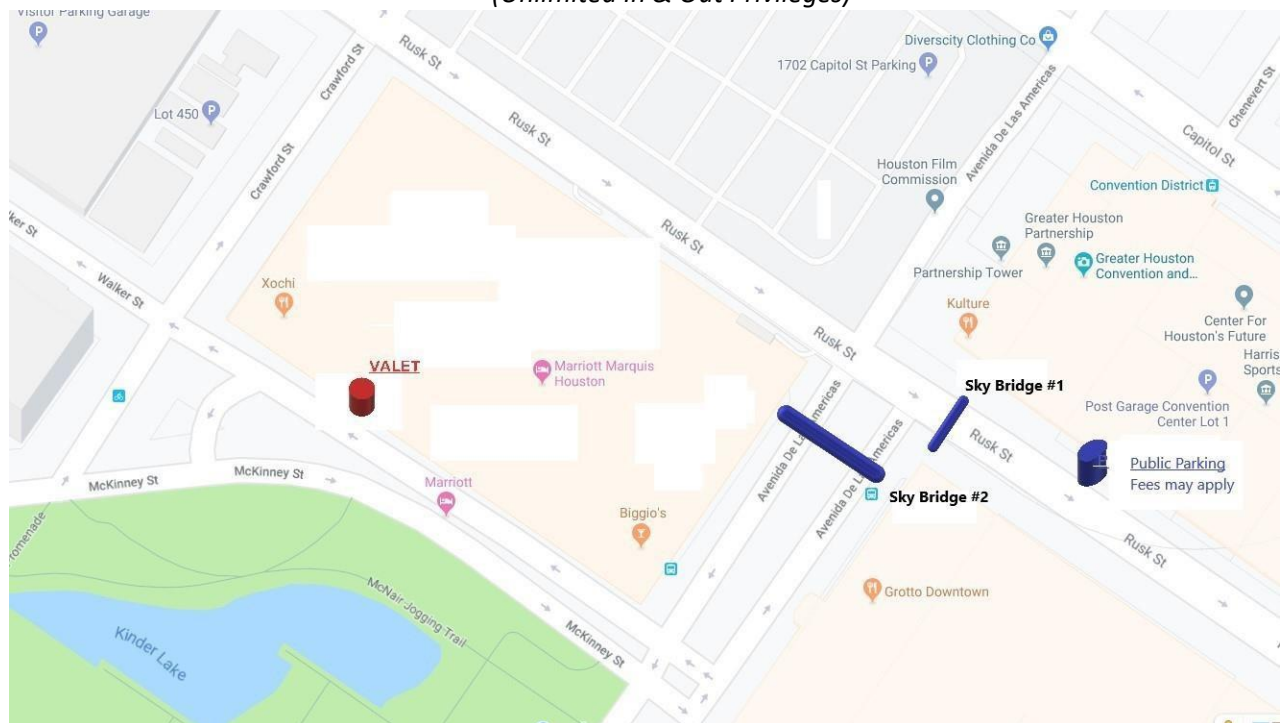 (Unlimited In & Out Privileges)
Visitor Parking Garage
Crawford St
Rusk St
Diverscity Clothing Co
1702 Capitol St Parking
Lot 450
Rusk St
Avenida De Las Americas
Chenevert St
Capitol St
Crawford St
Houston Film
Commission
Convention District
Greater Houston
Partnership
Rusk St
Partnership Tower
Greater Houston
Convention and...
Walker St
Xochi
Kulture
Center For
Houston's Future
Rusk St
Harris
Sports
VALET
Marriott Marquis
Houston
Sky Bridge #1
Post Garage Convention
Center Lot 1
Avenida De Las Americas
Avenida De Las Americas
Rusk St
Public Parking
Fees may apply
McKinney St
McKinney St
Marriott
Sky Bridge #2
Biggio's
Promenade
Rusk St
McNair Jogging Trail
Grotto Downtown
Kinder Lake
McKinney St